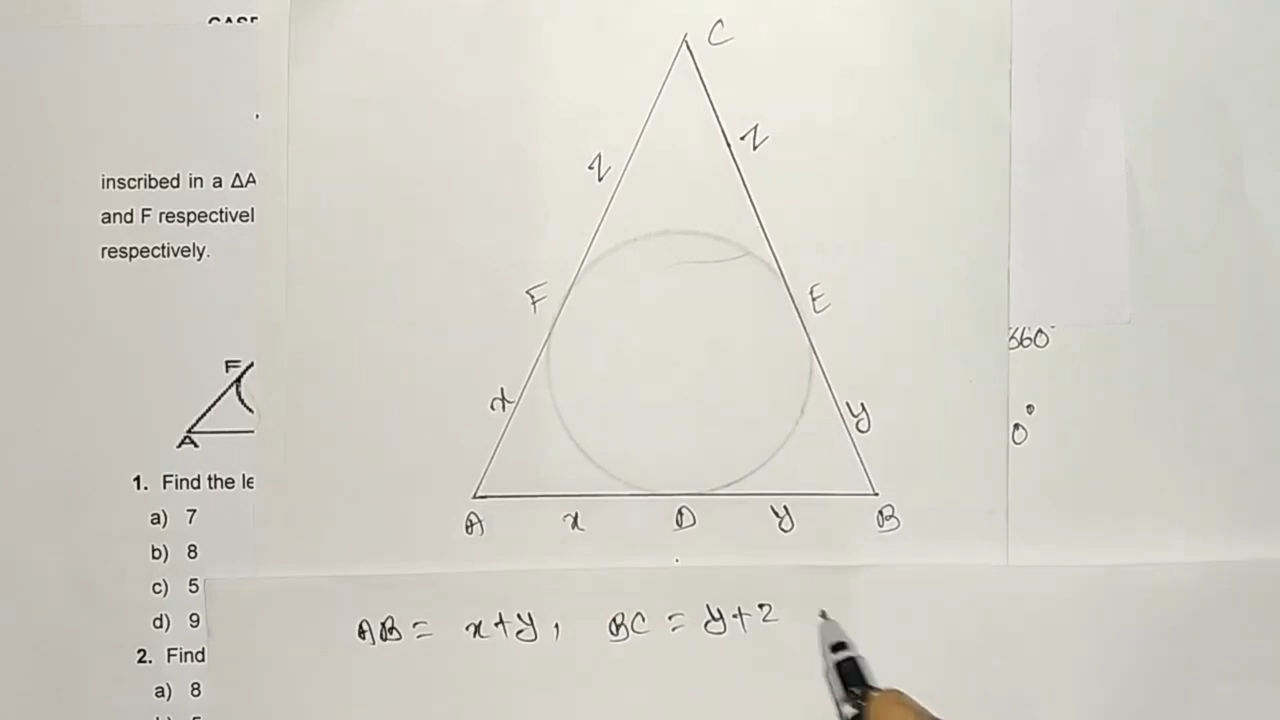 C
z
z
inscribed in a ΔA
and F respectivel
respectively.
F
E
360°
F
x
y
0°
A
1. Find the le
a) 7
A
x
D
y
B
b) 8
c) 5
d) 9
AB = x+y, BC = y+z
2. Find
a) 8